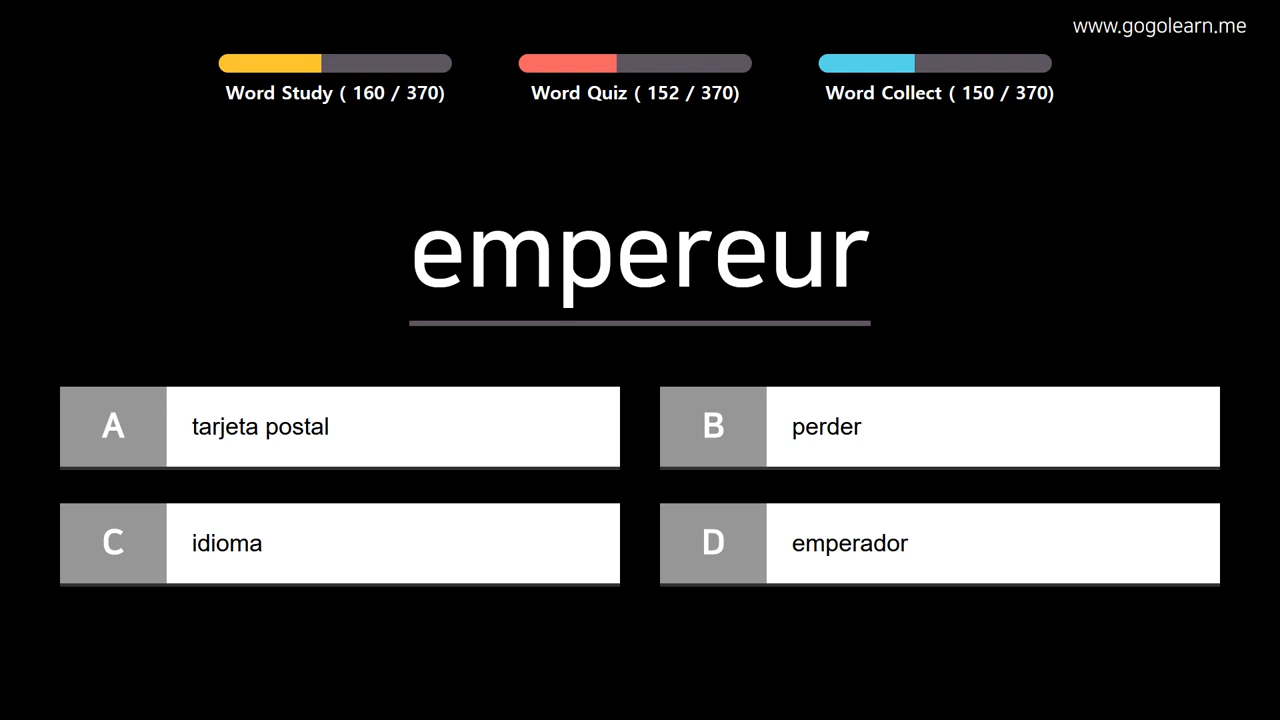 www.gogolearn.me
Word Study ( 160 / 370)
Word Quiz ( 152 / 370)
Word Collect ( 150 / 370)
empereur
A tarjeta postal
B perder
C idioma
D emperador